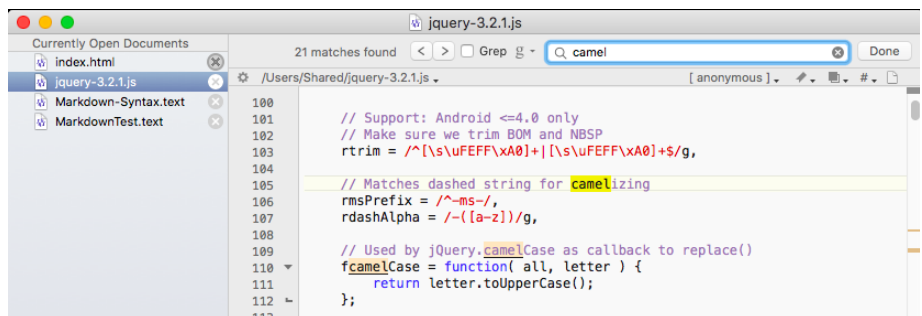 jquery-3.2.1.js
Currently Open Documents
index.html
jquery-3.2.1.js
Markdown-Syntax.text
MarkdownTest.text
21 matches found < > Grep g camel Done
/Users/Shared/jquery-3.2.1.js [ anonymous ] #
100
101 // Support: Android <=4.0 only
102 // Make sure we trim BOM and NBSP
103 rtrim = /^[\s\uFEFF\xA0]+|[\s\uFEFF\xA0]+$/g,
104
105 // Matches dashed string for camelizing
106 rmsPrefix = /^-ms-/,
107 rdashAlpha = /-([a-z])/g,
108
109 // Used by jQuery.camelCase as callback to replace()
110 fcamelCase = function( all, letter ) {
111 return letter.toUpperCase();
112 };